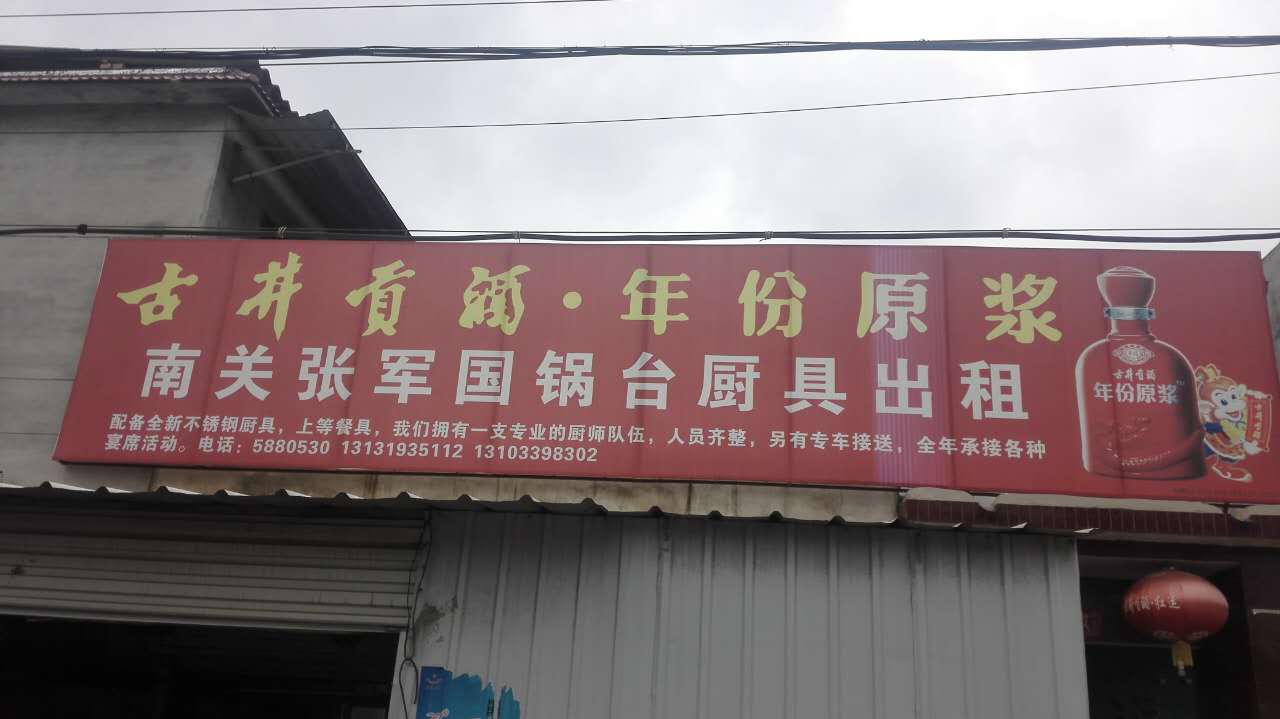 古井贡酒·年份原浆
南关张军国锅台厨具出租
配备全新不锈钢厨具，上等餐具，我们拥有一支专业的厨师队伍，人员齐整，另有专车接送，全年承接各种
宴席活动。电话：5880530 13131935112 13103398302
古井贡酒
年份原浆